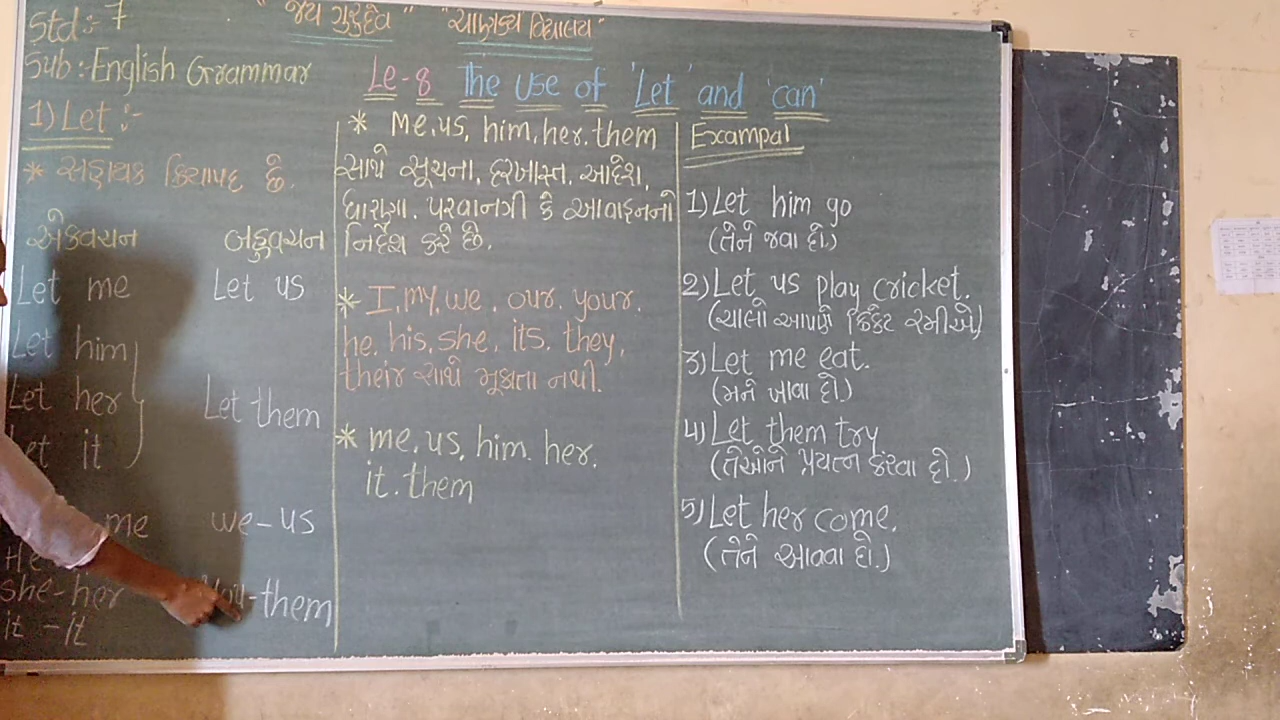 Std:- 7
"જય ગુરુદેવ" "ચાણક્ય વિદ્યાલય"
Sub:-English Grammar
Le-8 The use of 'Let' and 'can'
1) Let :-
* સહાયક ક્રિયાપદ છે.
એકવચન બહુવચન
Let me Let us
Let him
Let her Let them
Let it
me we-us
He
she-her them
it - it
* Me, us, him, her. them
સાથે સૂચના, દરખાસ્ત. આદેશ,
ધારણા. પરવાનગી કે આવાહનનો
નિર્દેશ કરે છે.
* I, my, we, our. your.
he. his, she, its. they,
their સાથે મૂકાતા નથી.
* me, us, him. her.
it. them
Exampal
1) Let him go
(તેને જવા દો.)
2) Let us play cricket.
(ચાલો આપણે ક્રિકેટ રમીએ)
3) Let me eat.
(મને ખાવા દો.)
4) Let them try
(તેઓને પ્રયત્ન કરવા દો.)
5) Let her come.
(તેને આવવા દો.)